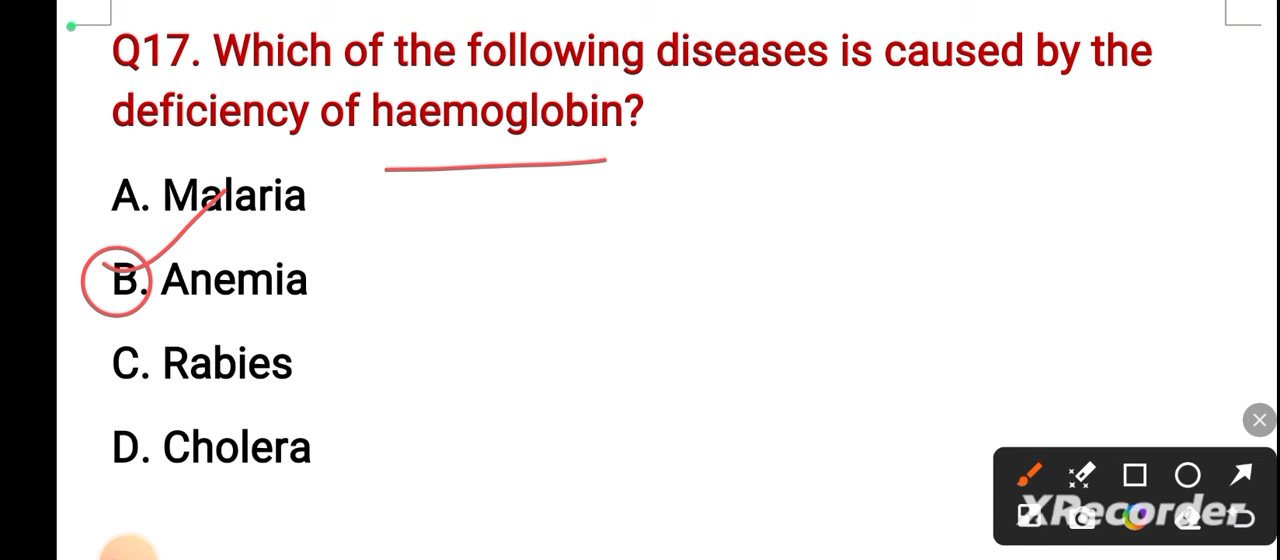 Q17. Which of the following diseases is caused by the
deficiency of haemoglobin?
A. Malaria
B. Anemia
C. Rabies
D. Cholera
XRecorder